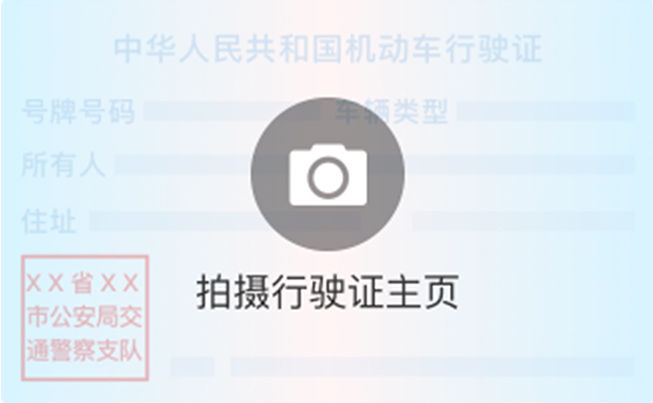 中华人民共和国机动车行驶证
号牌号码 车辆类型
所有人
住址
拍摄行驶证主页
XX省XX
市公安局交
通警察支队